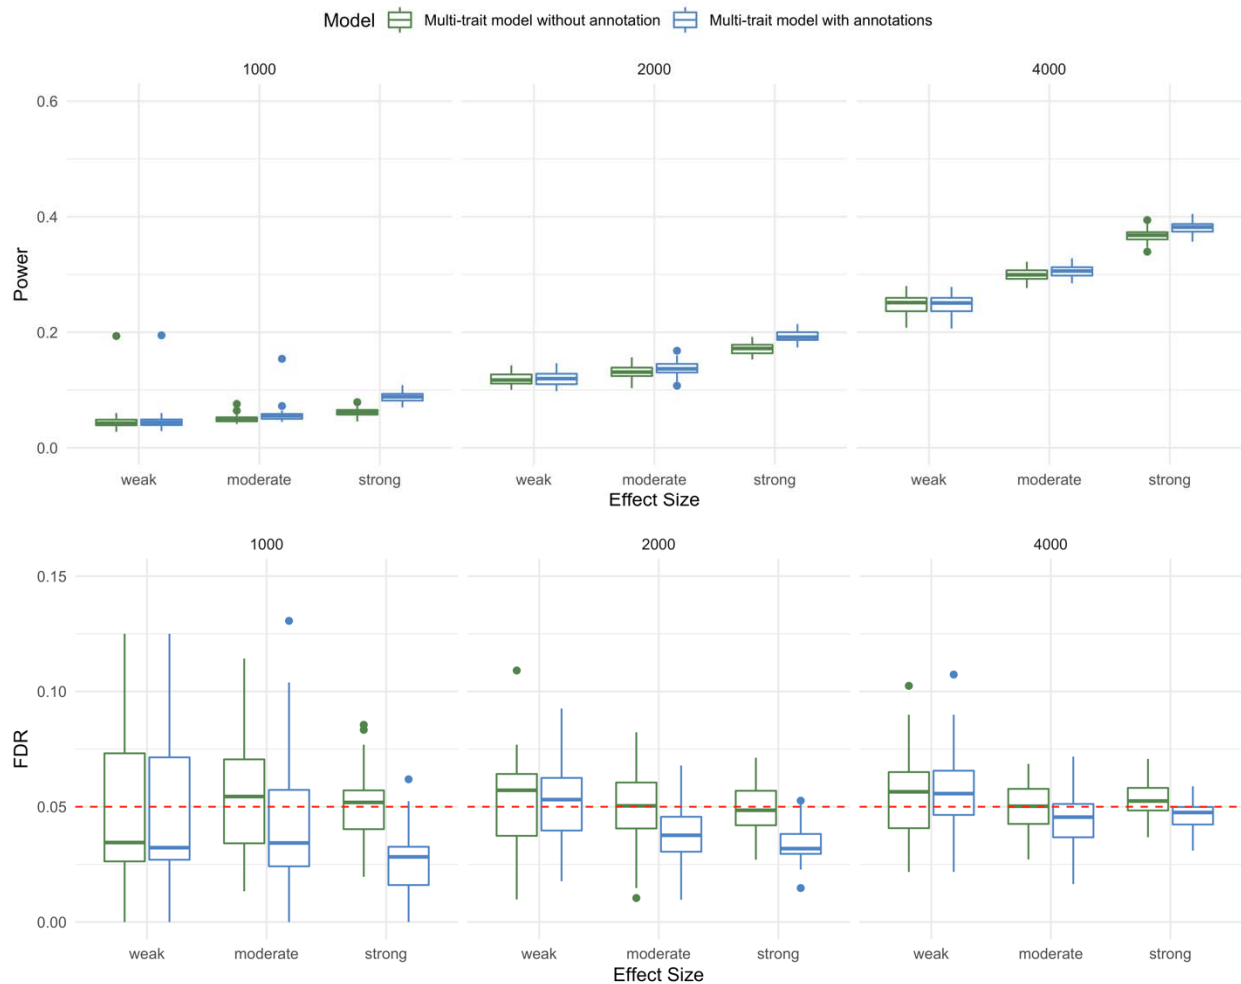 Model Multi-trait model without annotation Multi-trait model with annotations
1000 2000 4000
0.6
0.4
Power
0.2
0.0
weak moderate strong weak moderate strong weak moderate strong
Effect Size
1000 2000 4000
0.15
0.10
FDR
0.05
0.00
weak moderate strong weak moderate strong weak moderate strong
Effect Size